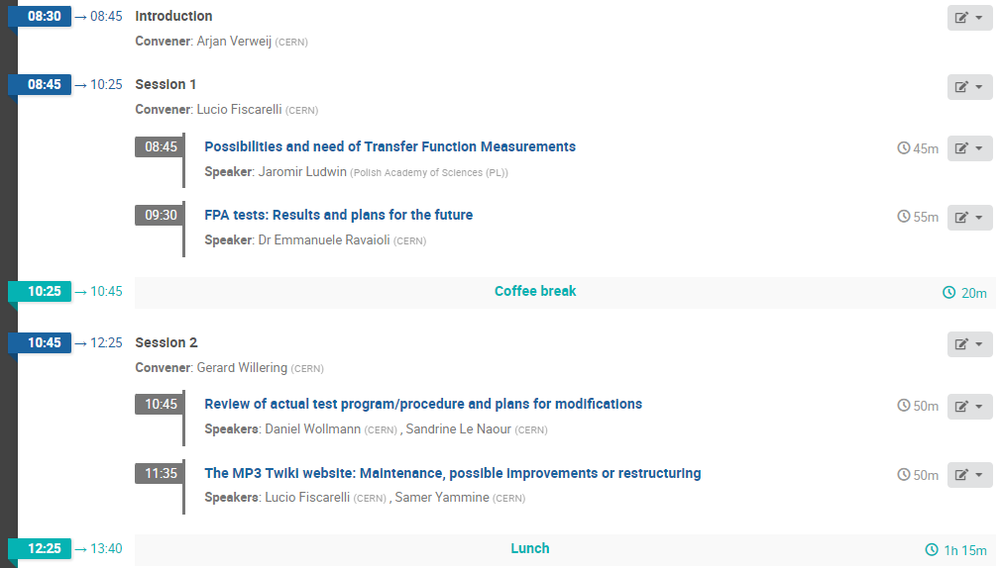 08:30 → 08:45 Introduction
Convener: Arjan Verweij (CERN)
08:45 → 10:25 Session 1
Convener: Lucio Fiscarelli (CERN)
08:45 Possibilities and need of Transfer Function Measurements 45m
Speaker: Jaromir Ludwin (Polish Academy of Sciences (PL))
09:30 FPA tests: Results and plans for the future 55m
Speaker: Dr Emmanuele Ravaioli (CERN)
10:25 → 10:45 Coffee break 20m
10:45 → 12:25 Session 2
Convener: Gerard Willering (CERN)
10:45 Review of actual test program/procedure and plans for modifications 50m
Speakers: Daniel Wollmann (CERN) , Sandrine Le Naour (CERN)
11:35 The MP3 Twiki website: Maintenance, possible improvements or restructuring 50m
Speakers: Lucio Fiscarelli (CERN) , Samer Yammine (CERN)
12:25 → 13:40 Lunch 1h 15m